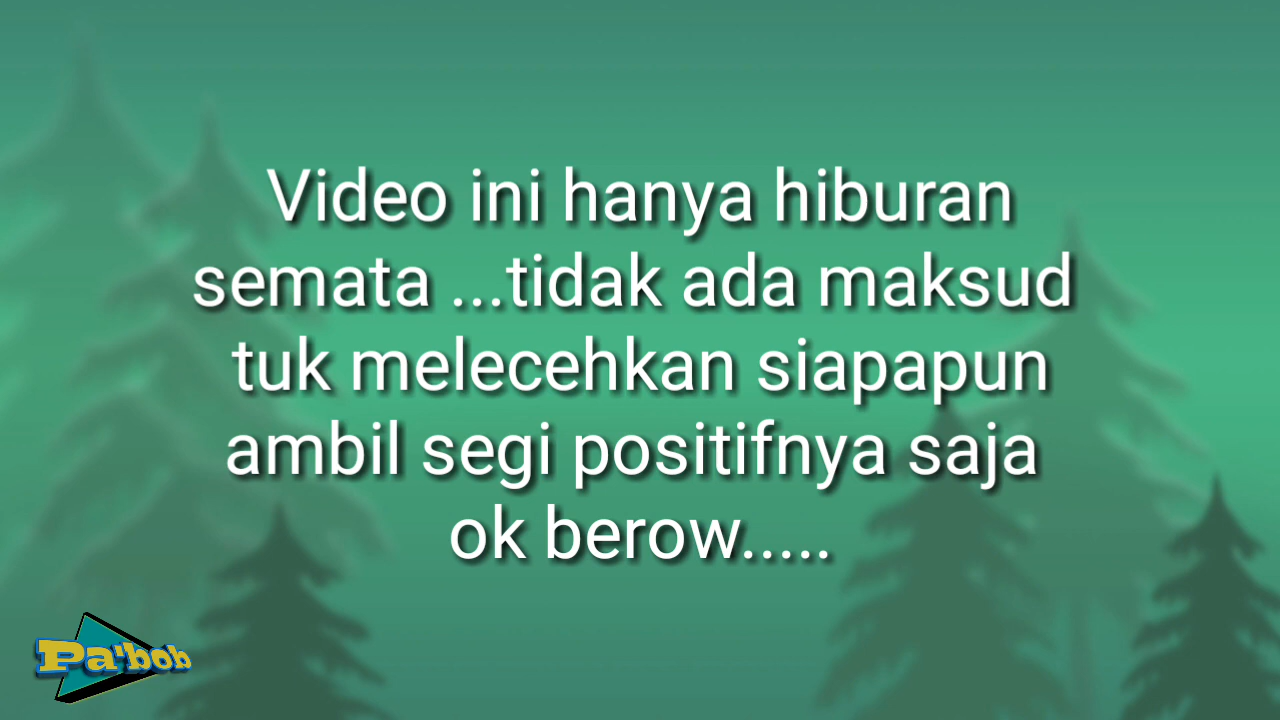 Video ini hanya hiburan
semata ...tidak ada maksud
tuk melecehkan siapapun
ambil segi positifnya saja
ok berow.....
Pa'bob